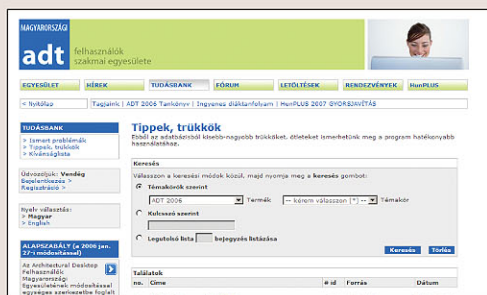 MAGYARORSZÁGI
adt
felhasználók
szakmai egyesülete
EGYESÜLET HÍREK TUDÁSBANK FÓRUM LETÖLTÉSEK RENDEZVÉNYEK HunPLUS
< Nyitólap Tagjaink | ADT 2006 Tankönyv | Ingyenes diáktanfolyam | HunPLUS 2007 GYORSJAVÍTÁS
TUDÁSBANK
> Ismert problémák
> Tippek, trükkök
> Kívánságlista
Üdvözöljük: Vendég
Bejelentkezés >
Regisztráció >
Nyelv választás:
> Magyar
> English
ALAPSZABÁLY (a 2006 jan.
27-i módosítással)
Az Architectural Desktop
Felhasználók
Magyarországi
Egyesületének módosítással
egységes szerkezetbe foglalt
Tippek, trükkök
Ebből az adatbázisból kisebb-nagyobb trükköket, ötleteket ismerhetünk meg a program hatékonyabb
használatához.
Keresés
Válasszon a keresési módok közül, majd nyomja meg a keresés gombot:
Témakörök szerint
ADT 2006 Termék [-- kérem válasszon [*] -- Témakör
Kulcsszó szerint
Legutolsó lista bejegyzés listázása
Keresés Törlés
Találatok
no. Címe # id Forrás Dátum